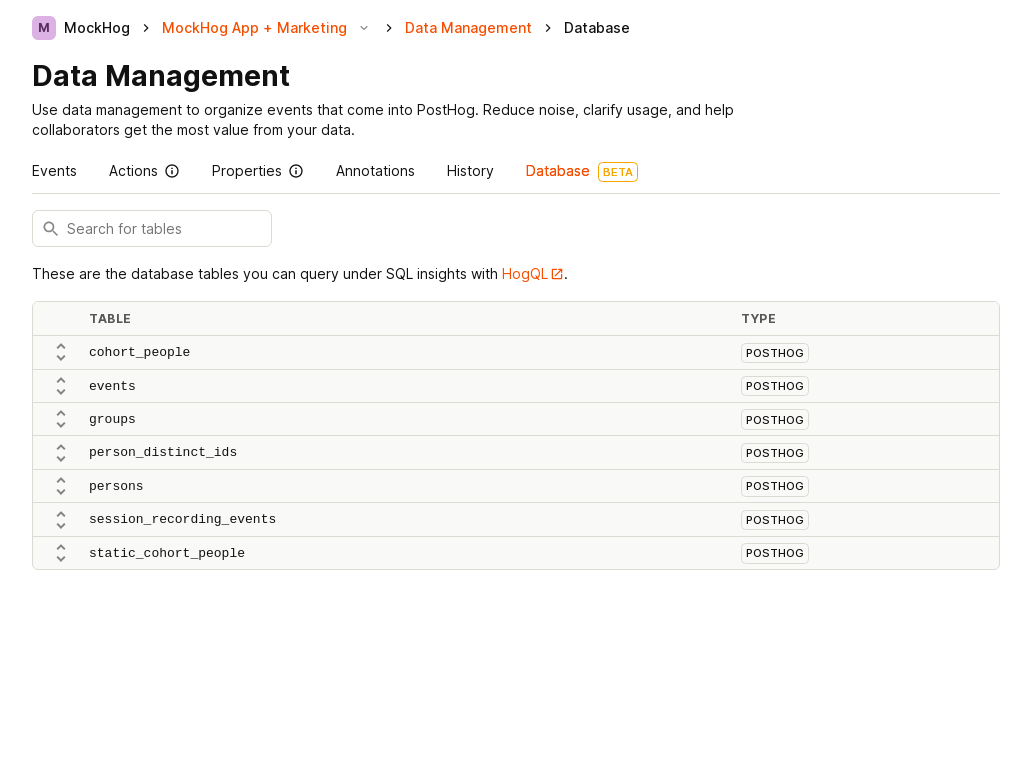 M MockHog MockHog App + Marketing Data Management Database
Data Management
Use data management to organize events that come into PostHog. Reduce noise, clarify usage, and help
collaborators get the most value from your data.
Events Actions Properties Annotations History Database BETA
Search for tables
These are the database tables you can query under SQL insights with HogQL.
TABLE TYPE
cohort_people POSTHOG
events POSTHOG
groups POSTHOG
person_distinct_ids POSTHOG
persons POSTHOG
session_recording_events POSTHOG
static_cohort_people POSTHOG